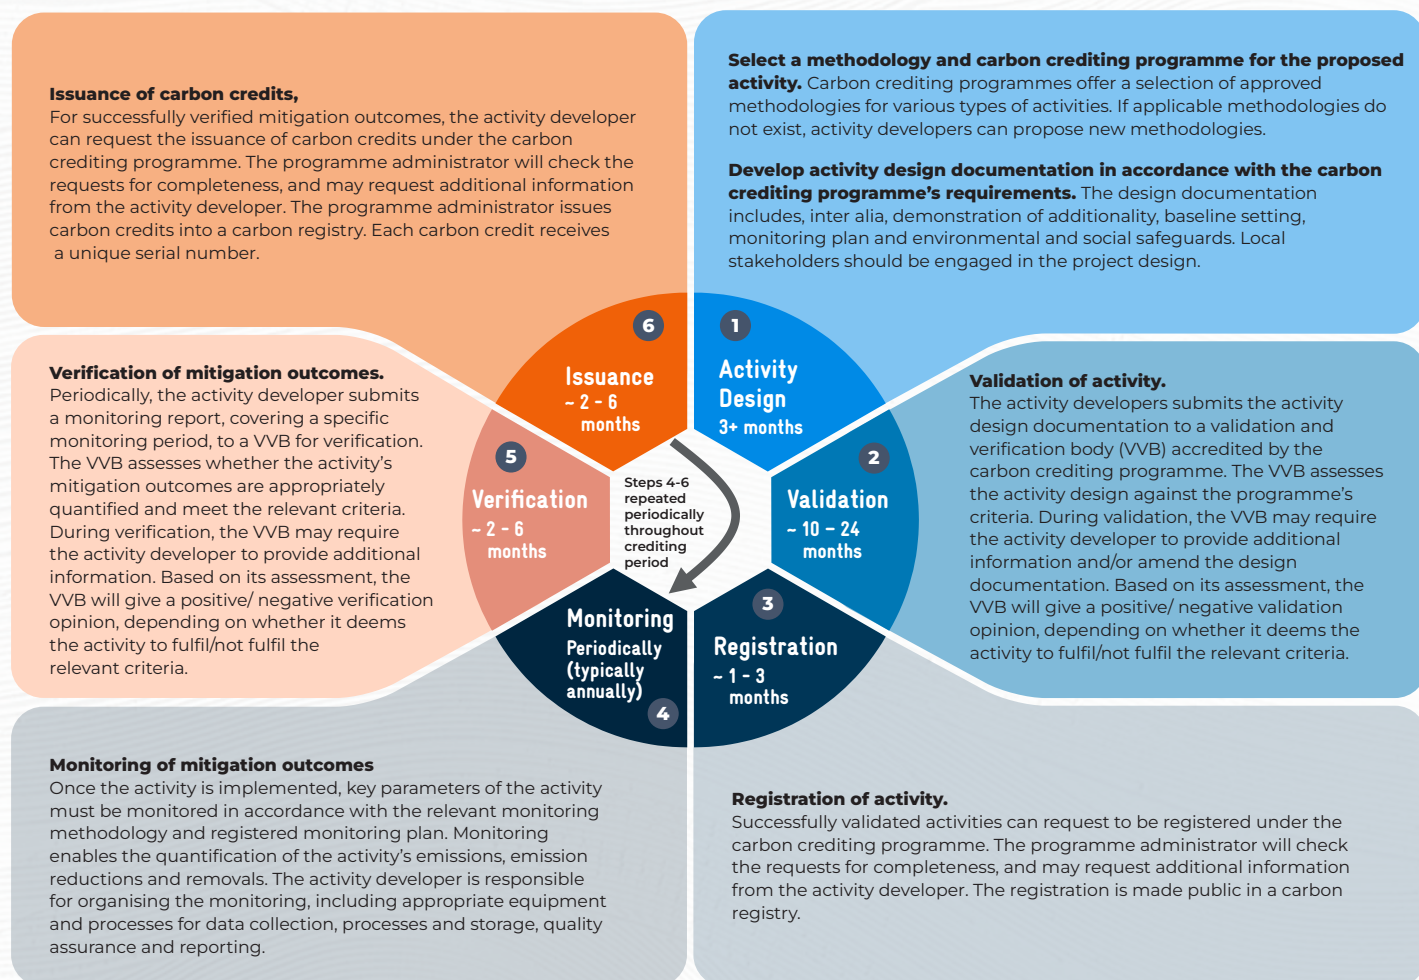 Issuance of carbon credits,
For successfully verified mitigation outcomes, the activity developer
can request the issuance of carbon credits under the carbon
crediting programme. The programme administrator will check the
requests for completeness, and may request additional information
from the activity developer. The programme administrator issues
carbon credits into a carbon registry. Each carbon credit receives
a unique serial number.
Select a methodology and carbon crediting programme for the proposed
activity. Carbon crediting programmes offer a selection of approved
methodologies for various types of activities. If applicable methodologies do
not exist, activity developers can propose new methodologies.
Develop activity design documentation in accordance with the carbon
crediting programme's requirements. The design documentation
includes, inter alia, demonstration of additionality, baseline setting,
monitoring plan and environmental and social safeguards. Local
stakeholders should be engaged in the project design.
Verification of mitigation outcomes.
Periodically, the activity developer submits
a monitoring report, covering a specific
monitoring period, to a VVB for verification.
The VVB assesses whether the activity's
mitigation outcomes are appropriately
quantified and meet the relevant criteria.
During verification, the VVB may require
the activity developer to provide additional
information. Based on its assessment, the
VVB will give a positive/ negative verification
opinion, depending on whether it deems
the activity to fulfil/not fulfil the
relevant criteria.
6
Issuance
~ 2 - 6
months
1
Activity
Design
3+ months
5
Verification
~ 2 - 6
months
Steps 4-6
repeated
periodically
throughout
crediting
period
2
Validation
~ 10 – 24
months
Monitoring
Periodically
(typically
annually)
4
3
Registration
~ 1 - 3
months
Validation of activity.
The activity developers submits the activity
design documentation to a validation and
verification body (VVB) accredited by the
carbon crediting programme. The VVB assesses
the activity design against the programme's
criteria. During validation, the VVB may require
the activity developer to provide additional
information and/or amend the design
documentation. Based on its assessment, the
VVB will give a positive/ negative validation
opinion, depending on whether it deems the
activity to fulfil/not fulfil the relevant criteria.
Monitoring of mitigation outcomes
Once the activity is implemented, key parameters of the activity
must be monitored in accordance with the relevant monitoring
methodology and registered monitoring plan. Monitoring
enables the quantification of the activity's emissions, emission
reductions and removals. The activity developer is responsible
for organising the monitoring, including appropriate equipment
and processes for data collection, processes and storage, quality
assurance and reporting.
Registration of activity.
Successfully validated activities can request to be registered under the
carbon crediting programme. The programme administrator will check
the requests for completeness, and may request additional information
from the activity developer. The registration is made public in a carbon
registry.